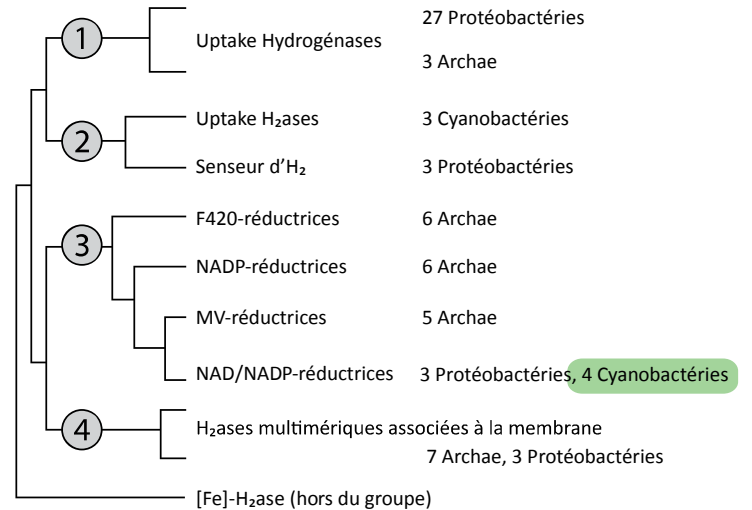 1
Uptake Hydrogénases
27 Protéobactéries
3 Archae
2
Uptake H₂ases 3 Cyanobactéries
Senseur d’H₂ 3 Protéobactéries
3
F420-réductrices 6 Archae
NADP-réductrices 6 Archae
MV-réductrices 5 Archae
NAD/NADP-réductrices 3 Protéobactéries, 4 Cyanobactéries
4
H₂ases multimériques associées à la membrane
7 Archae, 3 Protéobactéries
[Fe]-H₂ase (hors du groupe)